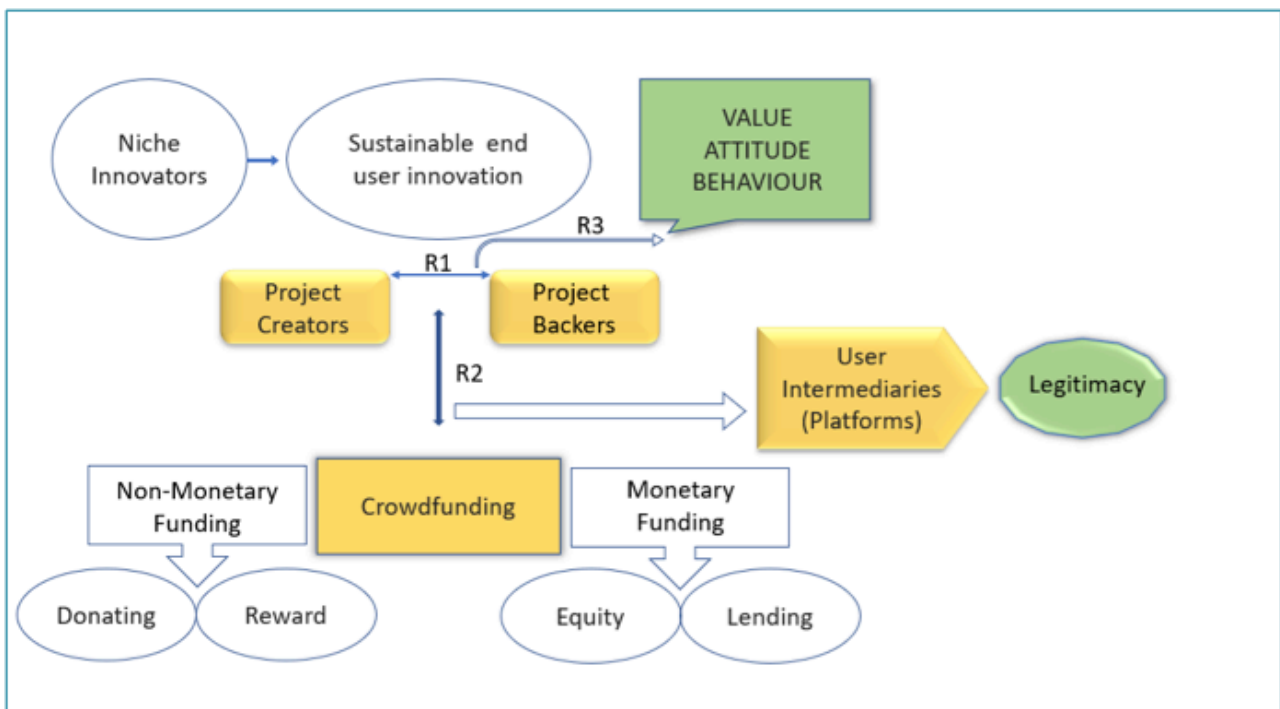 Niche
Innovators
Sustainable end
user innovation
VALUE
ATTITUDE
BEHAVIOUR
R3
R1
Project
Creators
Project
Backers
R2
User
Intermediaries
(Platforms)
Legitimacy
Non-Monetary
Funding
Crowdfunding
Monetary
Funding
Donating
Reward
Equity
Lending